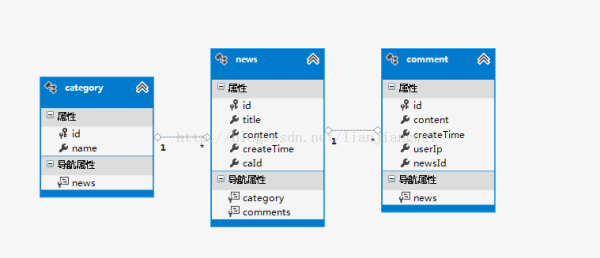 category
属性
id
name
导航属性
news
1
*
news
属性
id
title
content
createTime
caId
导航属性
category
comments
1
*
comment
属性
id
content
createTime
userIp
newsId
导航属性
news